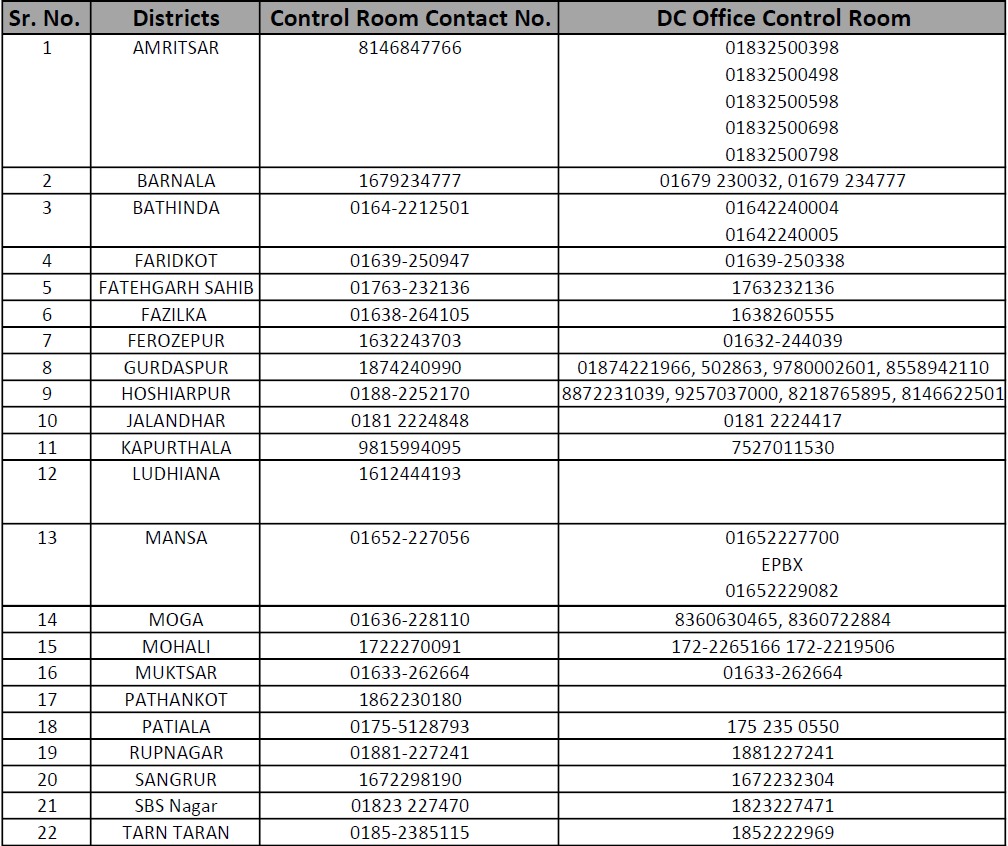 Sr. No. Districts Control Room Contact No. DC Office Control Room
1 AMRITSAR 8146847766 01832500398
01832500498
01832500598
01832500698
01832500798
2 BARNALA 1679234777 01679 230032, 01679 234777
3 BATHINDA 0164-2212501 01642240004
01642240005
4 FARIDKOT 01639-250947 01639-250338
5 FATEHGARH SAHIB 01763-232136 1763232136
6 FAZILKA 01638-264105 1638260555
7 FEROZEPUR 1632243703 01632-244039
8 GURDASPUR 1874240990 01874221966, 502863, 9780002601, 8558942110
9 HOSHIARPUR 0188-2252170 8872231039, 9257037000, 8218765895, 8146622501
10 JALANDHAR 0181 2224848 0181 2224417
11 KAPURTHALA 9815994095 7527011530
12 LUDHIANA 1612444193
13 MANSA 01652-227056 01652227700
EPBX
01652229082
14 MOGA 01636-228110 8360630465, 8360722884
15 MOHALI 1722270091 172-2265166 172-2219506
16 MUKTSAR 01633-262664 01633-262664
17 PATHANKOT 1862230180
18 PATIALA 0175-5128793 175 235 0550
19 RUPNAGAR 01881-227241 1881227241
20 SANGRUR 1672298190 1672232304
21 SBS Nagar 01823 227470 1823227471
22 TARN TARAN 0185-2385115 1852222969